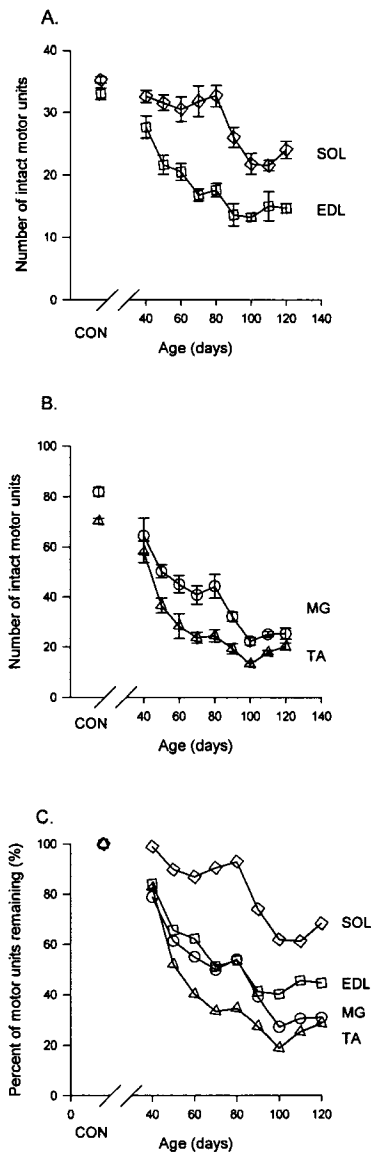 A.
Number of intact motor units
40
30
20
10
0
SOL
EDL
CON
40 60 80 100 120 140
Age (days)
B.
Number of intact motor units
100
80
60
40
20
0
MG
TA
CON
40 60 80 100 120 140
Age (days)
C.
Percent of motor units remaining (%)
100
80
60
40
20
0
SOL
EDL
MG
TA
0 40 60 80 100 120
CON
Age (days)